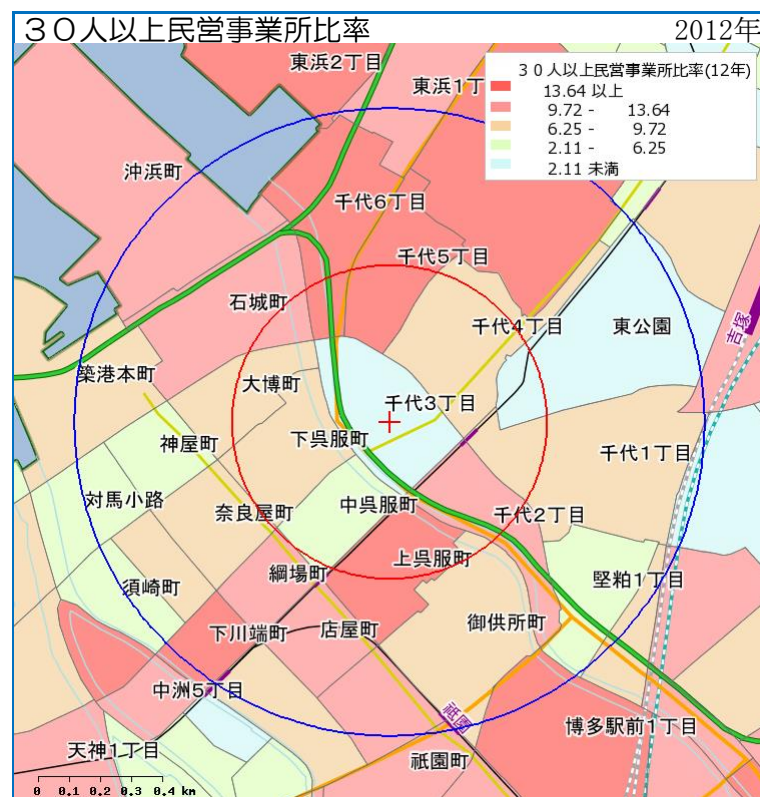 ３０人以上民営事業所比率 2012年
３０人以上民営事業所比率(12年)
13.64 以上
9.72 - 13.64
6.25 - 9.72
2.11 - 6.25
2.11 未満
東浜2丁目
東浜1丁
沖浜町
千代6丁目
千代5丁目
石城町
千代4丁目
東公園
吉塚
築港本町
大博町
千代3丁目
下呉服町
神屋町
千代1丁目
対馬小路
奈良屋町
中呉服町
千代2丁目
上呉服町
綱場町
須崎町
堅粕1丁目
下川端町
店屋町
御供所町
中洲5丁目
祇園
博多駅前1丁目
天神1丁目
祇園町
0 0.1 0.2 0.3 0.4 km